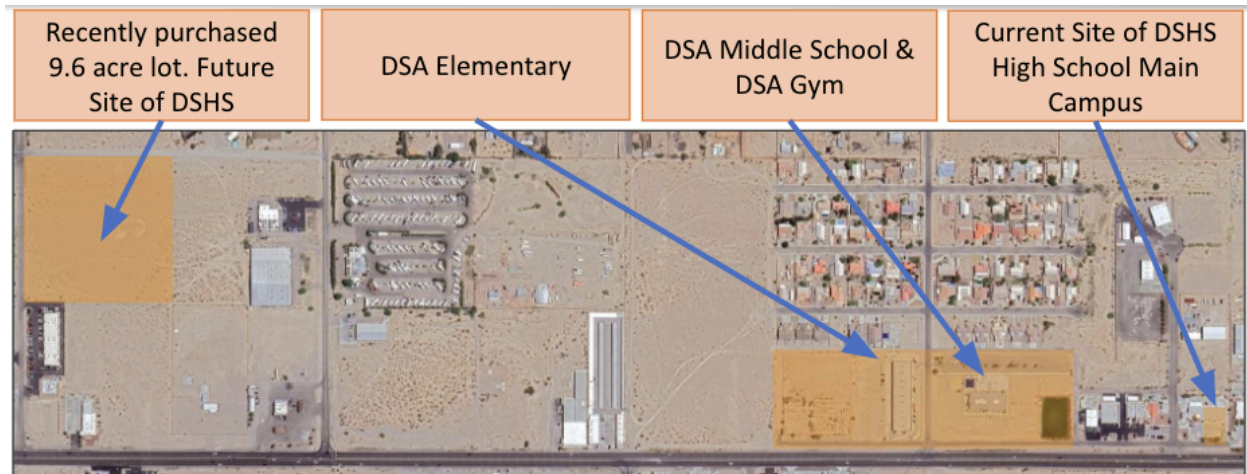 Recently purchased
9.6 acre lot. Future
Site of DSHS
DSA Elementary
DSA Middle School &
DSA Gym
Current Site of DSHS
High School Main
Campus